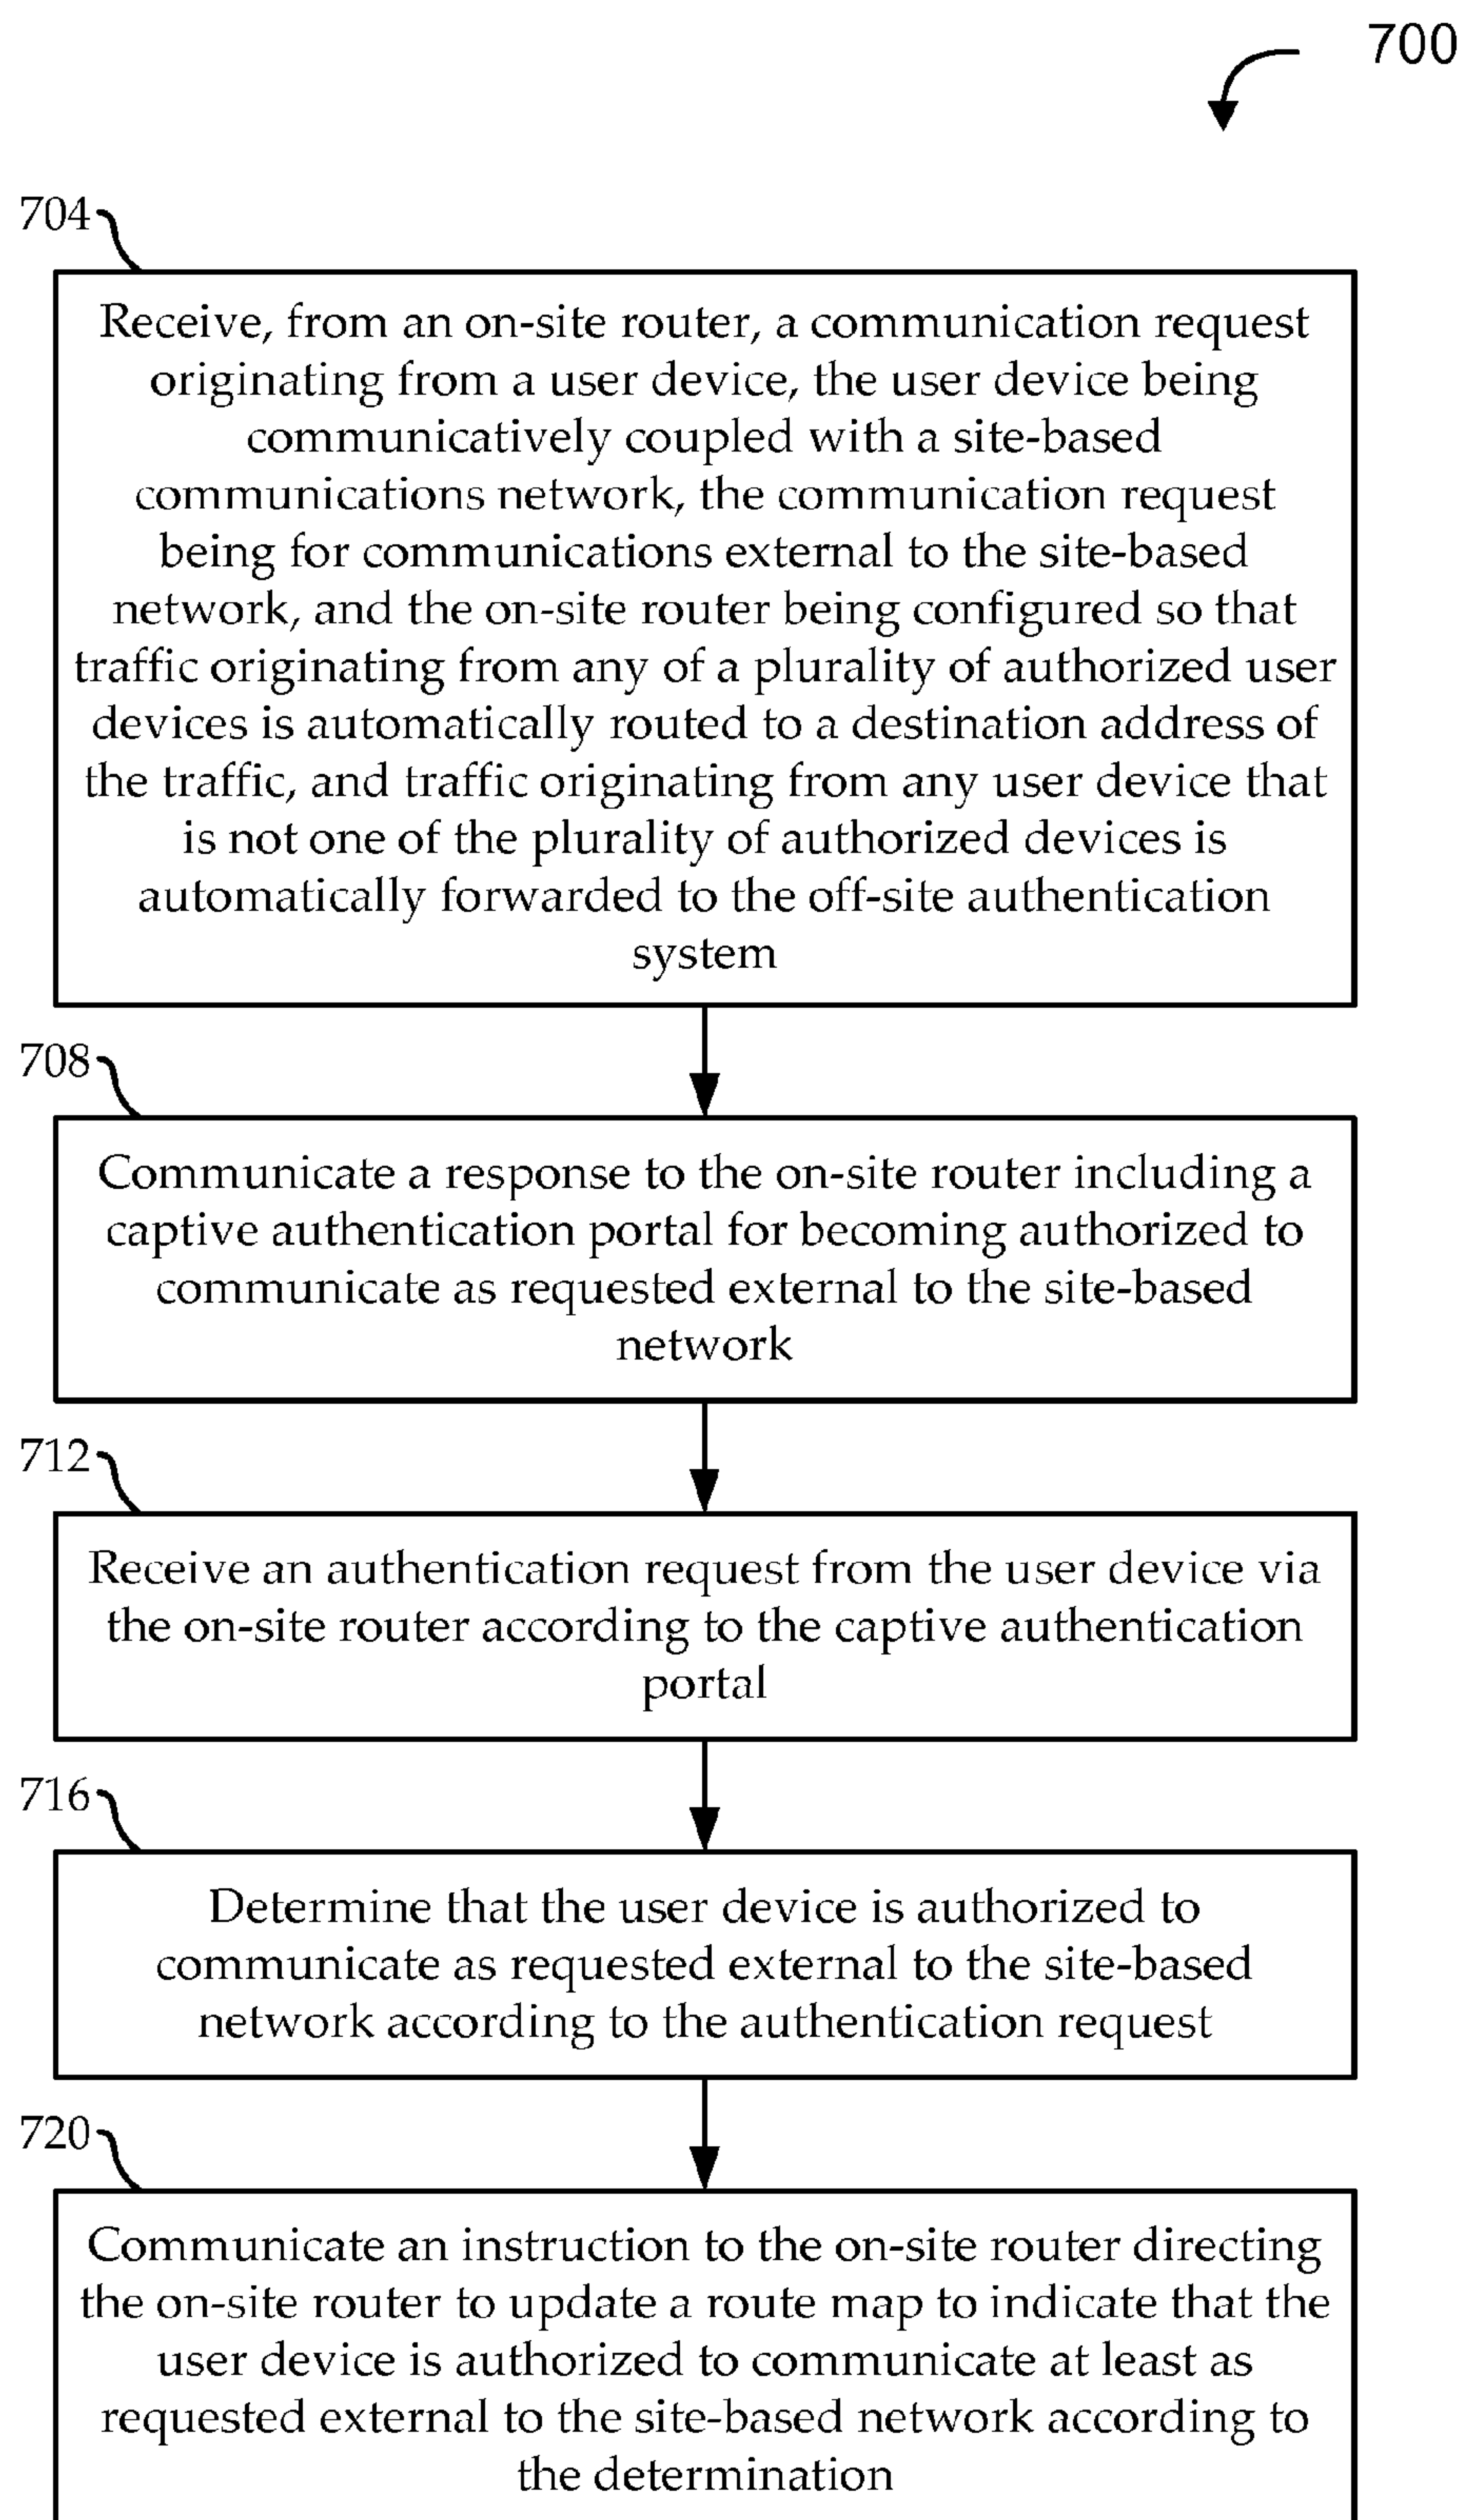 700
704
Receive, from an on-site router, a communication request
originating from a user device, the user device being
communicatively coupled with a site-based
communications network, the communication request
being for communications external to the site-based
network, and the on-site router being configured so that
traffic originating from any of a plurality of authorized user
devices is automatically routed to a destination address of
the traffic, and traffic originating from any user device that
is not one of the plurality of authorized devices is
automatically forwarded to the off-site authentication
system
708
Communicate a response to the on-site router including a
captive authentication portal for becoming authorized to
communicate as requested external to the site-based
network
712
Receive an authentication request from the user device via
the on-site router according to the captive authentication
portal
716
Determine that the user device is authorized to
communicate as requested external to the site-based
network according to the authentication request
720
Communicate an instruction to the on-site router directing
the on-site router to update a route map to indicate that the
user device is authorized to communicate at least as
requested external to the site-based network according to
the determination